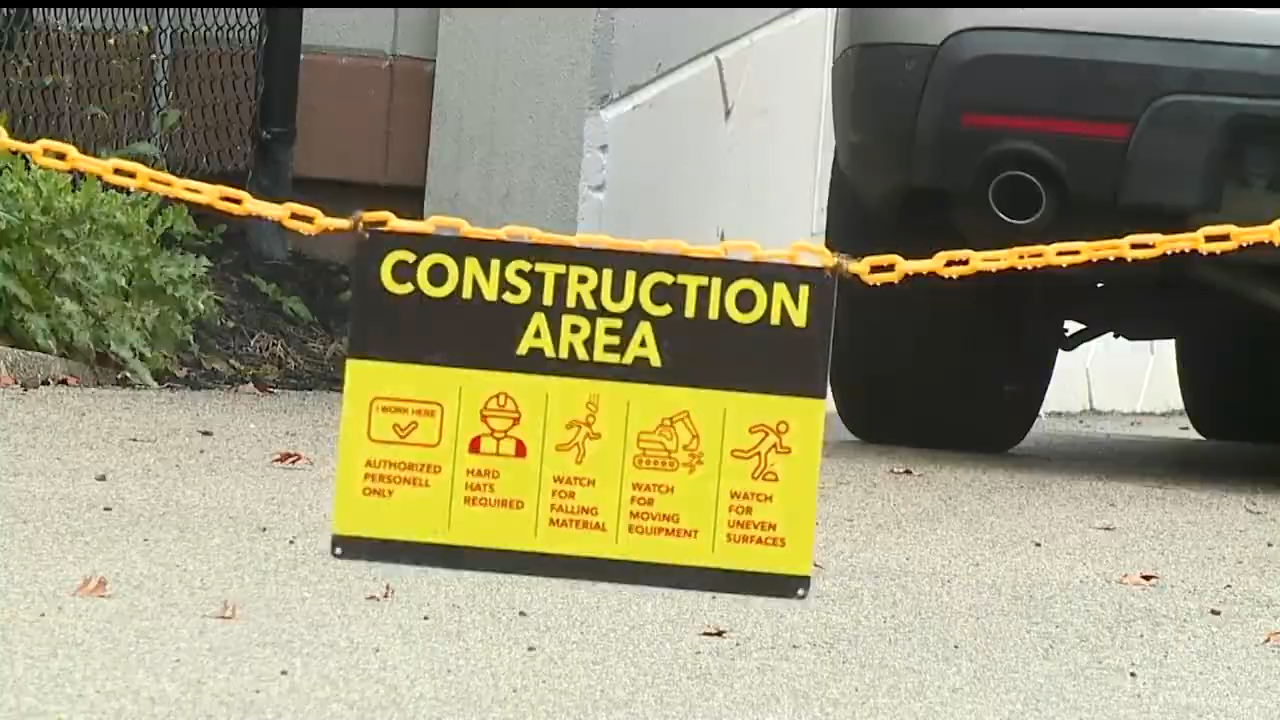 CONSTRUCTION
AREA
I WORK HERE
AUTHORIZED
PERSONELL
ONLY
HARD
HATS
REQUIRED
WATCH
FOR
FALLING
MATERIAL
WATCH
FOR
MOVING
EQUIPMENT
WATCH
FOR
UNEVEN
SURFACES